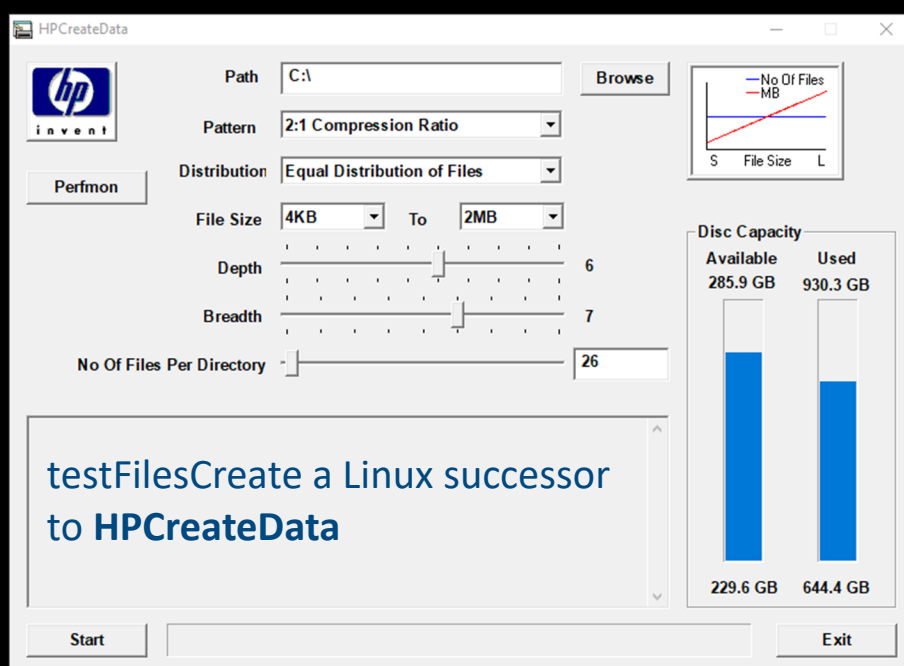 HPCreateData
hp
invent
Path C:\ Browse
Pattern 2:1 Compression Ratio
Distribution Equal Distribution of Files
Perfmon
File Size 4KB To 2MB
Depth 6
Breadth 7
No Of Files Per Directory 26
No Of Files
MB
S File Size L
Disc Capacity
Available Used
285.9 GB 930.3 GB
229.6 GB 644.4 GB
testFilesCreate a Linux successor
to HPCreateData
Start Exit